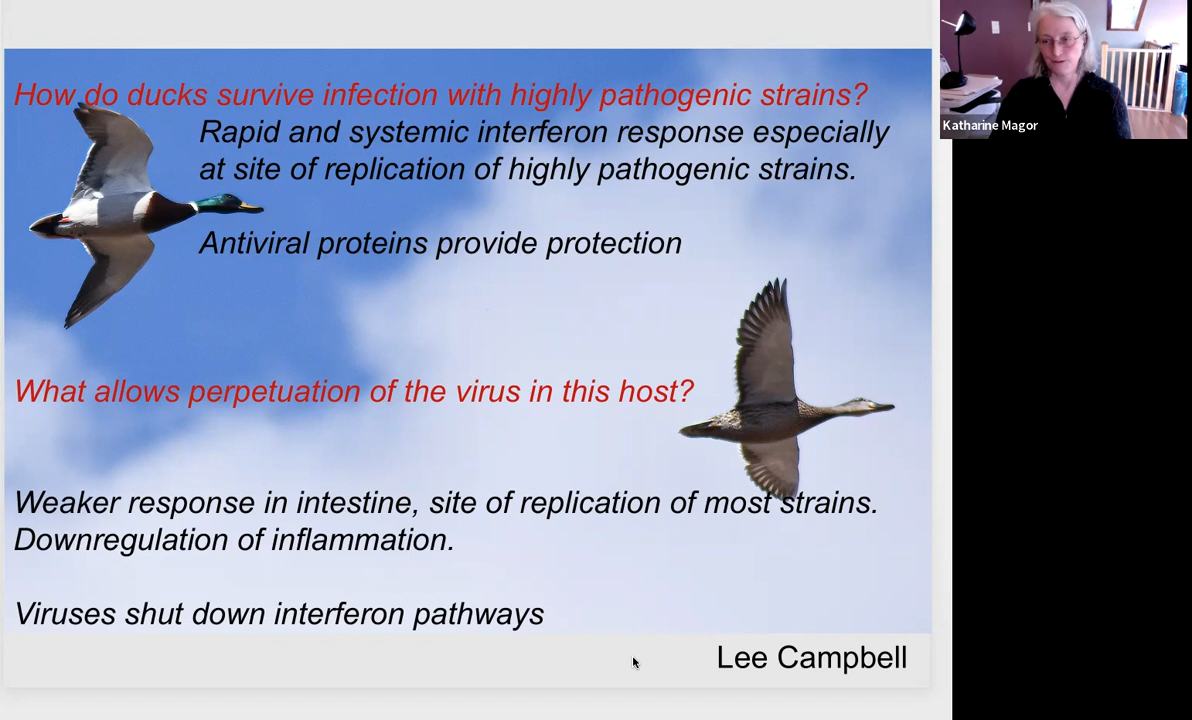 How do ducks survive infection with highly pathogenic strains?
Rapid and systemic interferon response especially
at site of replication of highly pathogenic strains.
Antiviral proteins provide protection
What allows perpetuation of the virus in this host?
Weaker response in intestine, site of replication of most strains.
Downregulation of inflammation.
Viruses shut down interferon pathways
Lee Campbell
Katharine Magor